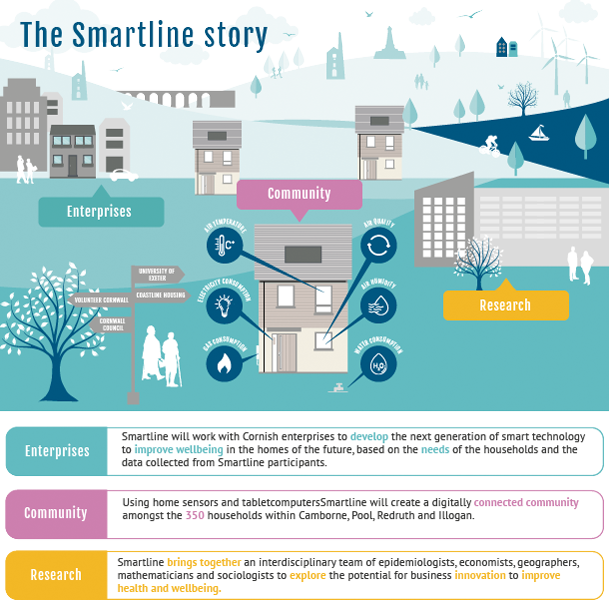 The Smartline story
Enterprises
Community
Research
AIR TEMPERATURE
AIR QUALITY
°C
ELECTRICITY CONSUMPTION
AIR HUMIDITY
GAS CONSUMPTION
WATER CONSUMPTION
H₂O
UNIVERSITY OF
EXETER
VOLUNTEER CORNWALL
COASTLINE HOUSING
CORNWALL
COUNCIL
Enterprises
Smartline will work with Cornish enterprises to develop the next generation of smart technology
to improve wellbeing in the homes of the future, based on the needs of the households and the
data collected from Smartline participants.
Community
Using home sensors and tabletcomputersSmartline will create a digitally connected community
amongst the 350 households within Camborne, Pool, Redruth and Illogan.
Research
Smartline brings together an interdisciplinary team of epidemiologists, economists, geographers,
mathematicians and sociologists to explore the potential for business innovation to improve
health and wellbeing.